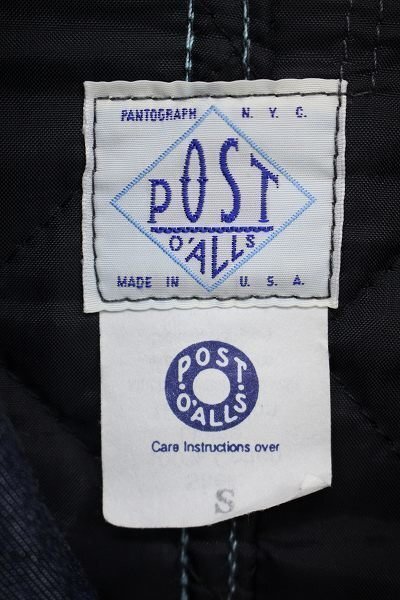 PANTOGRAPH N. Y. C.
POST
O'ALLS
MADE IN U. S. A.
POST
O'ALLS
Care Instructions over
S